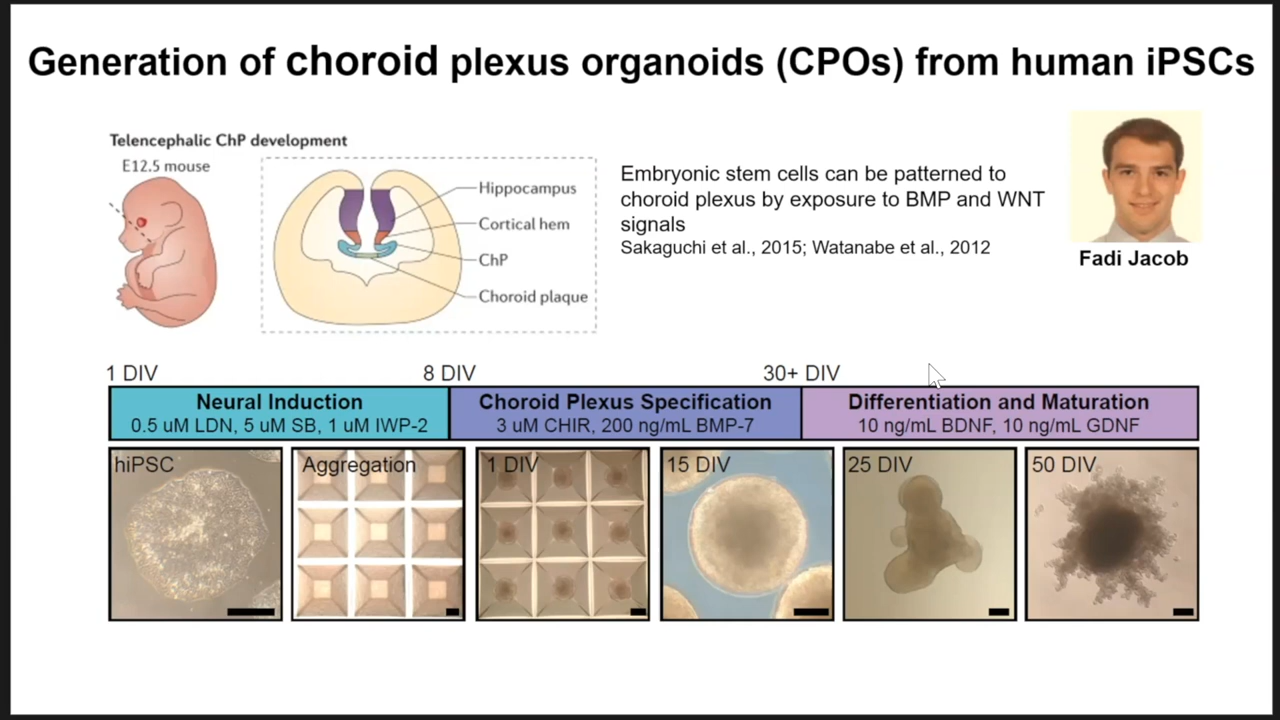 Generation of choroid plexus organoids (CPOs) from human iPSCs
Telencephalic ChP development
E12.5 mouse
Hippocampus
Cortical hem
ChP
Choroid plaque
Embryonic stem cells can be patterned to
choroid plexus by exposure to BMP and WNT
signals
Sakaguchi et al., 2015; Watanabe et al., 2012
Fadi Jacob
1 DIV
8 DIV
30+ DIV
Neural Induction
0.5 uM LDN, 5 uM SB, 1 uM IWP-2
Choroid Plexus Specification
3 uM CHIR, 200 ng/mL BMP-7
Differentiation and Maturation
10 ng/mL BDNF, 10 ng/mL GDNF
hiPSC
Aggregation
1 DIV
15 DIV
25 DIV
50 DIV